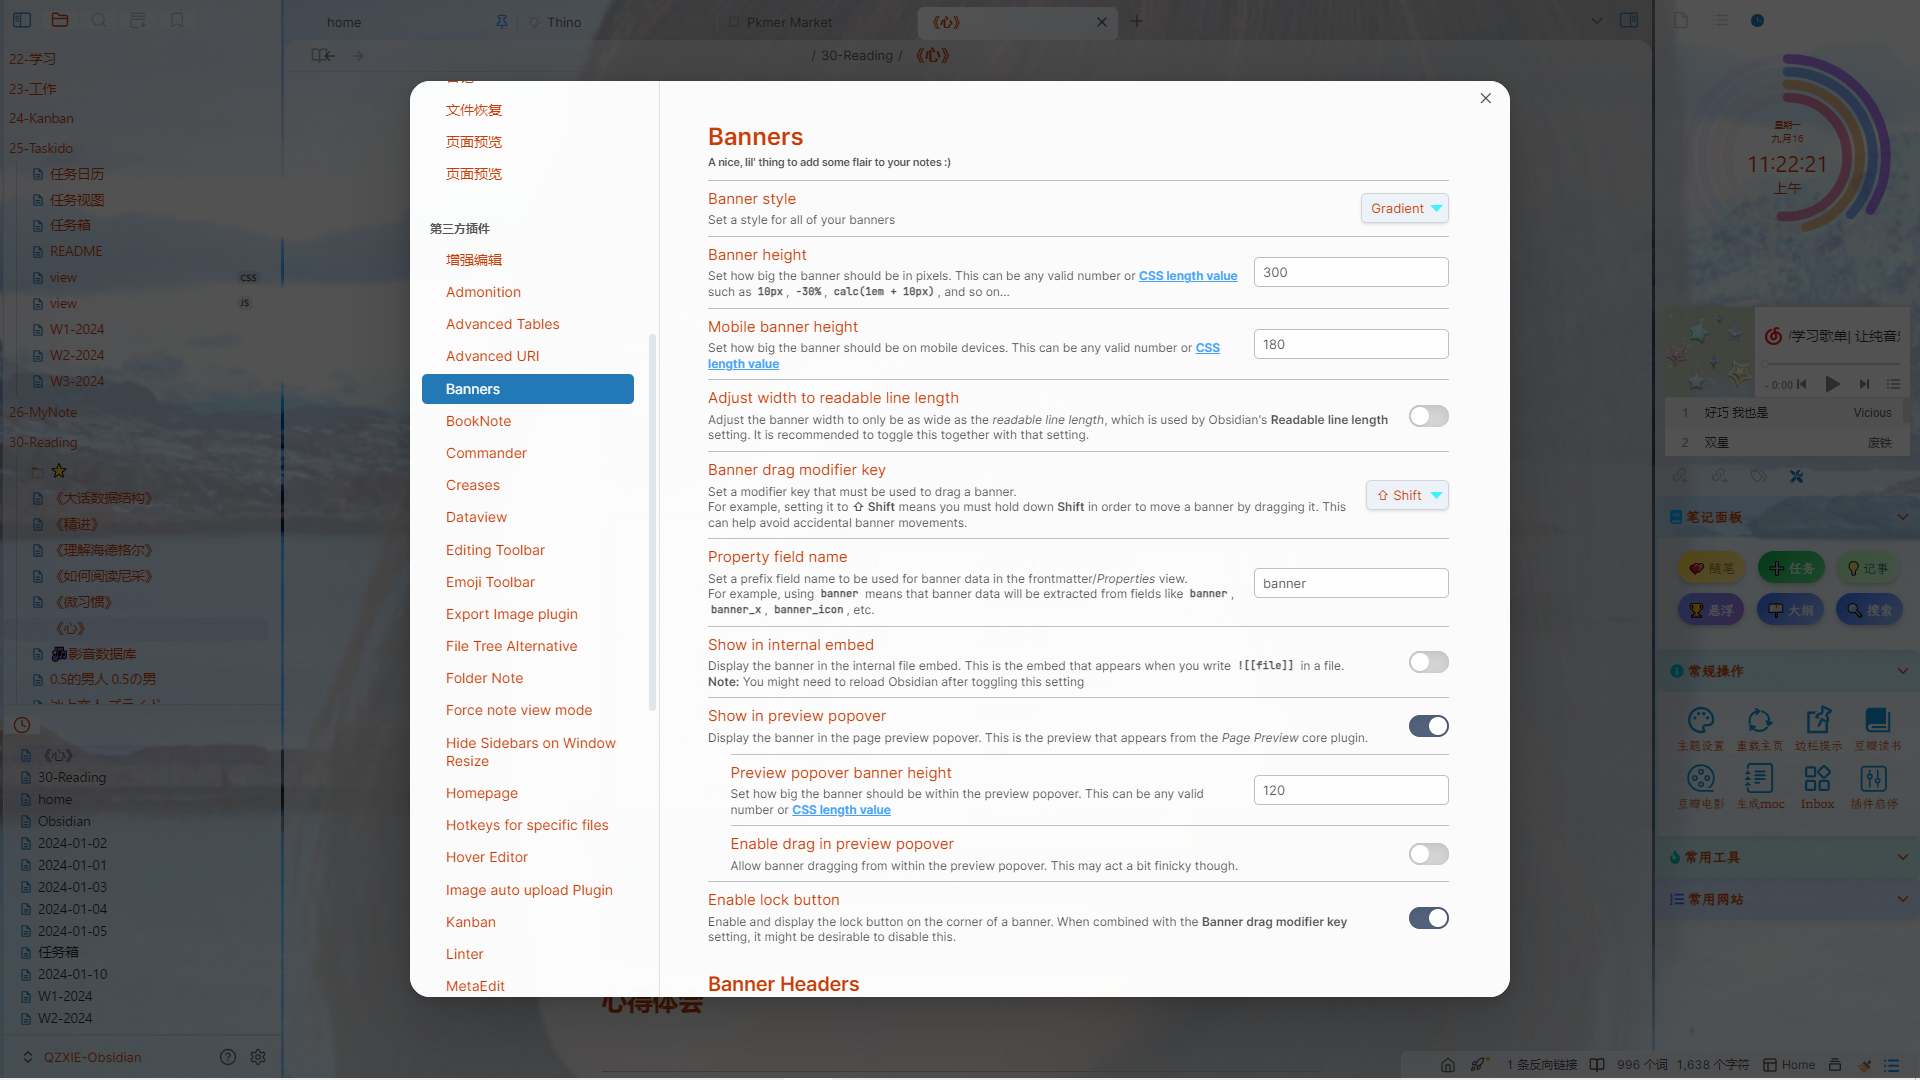 home
Thino
Pkmer Market
《心》
/ 30-Reading /
《心》
22-学习
23-工作
24-Kanban
25-Taskido
任务日历
任务视图
任务箱
README
view
CSS
view
JS
W1-2024
W2-2024
W3-2024
26-MyNote
30-Reading
《大话数据结构》
《精进》
《理解海德格尔》
《如何阅读尼采》
《微习惯》
《心》
影音数据库
0.5的男人 0.5の男
《心》
30-Reading
home
Obsidian
2024-01-02
2024-01-01
2024-01-03
2024-01-04
2024-01-05
任务箱
2024-01-10
W1-2024
W2-2024
QZXIE-Obsidian
文件恢复
页面预览
页面预览
第三方插件
增强编辑
Admonition
Advanced Tables
Advanced URI
Banners
BookNote
Commander
Creases
Dataview
Editing Toolbar
Emoji Toolbar
Export Image plugin
File Tree Alternative
Folder Note
Force note view mode
Hide Sidebars on Window
Resize
Homepage
Hotkeys for specific files
Hover Editor
Image auto upload Plugin
Kanban
Linter
MetaEdit
Banners
A nice, lil' thing to add some flair to your notes :)
Banner style
Set a style for all of your banners
Gradient
Banner height
Set how big the banner should be in pixels. This can be any valid number or CSS length value
such as 10px, -30%, calc(1em + 10px), and so on...
300
Mobile banner height
Set how big the banner should be on mobile devices. This can be any valid number or CSS
length value
180
Adjust width to readable line length
Adjust the banner width to only be as wide as the readable line length, which is used by Obsidian's Readable line length
setting. It is recommended to toggle this together with that setting.
Banner drag modifier key
Set a modifier key that must be used to drag a banner.
For example, setting it to ⇧ Shift means you must hold down Shift in order to move a banner by dragging it. This
can help avoid accidental banner movements.
⇧ Shift
Property field name
Set a prefix field name to be used for banner data in the frontmatter/Properties view.
For example, using banner means that banner data will be extracted from fields like banner,
banner_x, banner_icon, etc.
banner
Show in internal embed
Display the banner in the internal file embed. This is the embed that appears when you write ![[file]] in a file.
Note: You might need to reload Obsidian after toggling this setting
Show in preview popover
Display the banner in the page preview popover. This is the preview that appears from the Page Preview core plugin.
Preview popover banner height
Set how big the banner should be within the preview popover. This can be any valid
number or CSS length value
120
Enable drag in preview popover
Allow banner dragging from within the preview popover. This may act a bit finicky though.
Enable lock button
Enable and display the lock button on the corner of a banner. When combined with the Banner drag modifier key
setting, it might be desirable to disable this.
Banner Headers
心得体会
星期一
九月16
11:22:21
上午
/学习歌单| 让纯音
- 0:00
1 好巧 我也是 Vicious
2 双星 废铁
笔记面板
随笔
任务
记事
悬浮
大纲
搜索
常规操作
主题设置
重载主页
边栏提示
豆瓣读书
豆瓣电影
生成moc
Inbox
插件启停
常用工具
常用网站
1 条反向链接
996 个词
1,638 个字符
Home